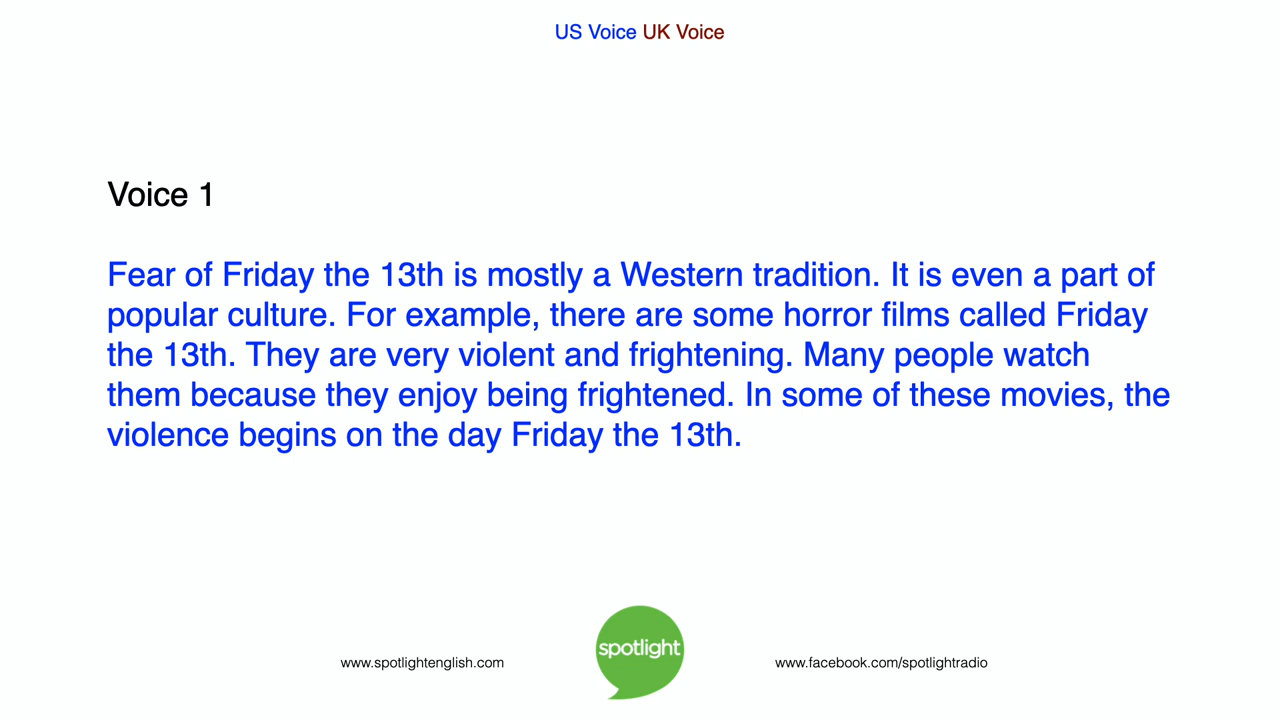 US Voice UK Voice
Voice 1
Fear of Friday the 13th is mostly a Western tradition. It is even a part of
popular culture. For example, there are some horror films called Friday
the 13th. They are very violent and frightening. Many people watch
them because they enjoy being frightened. In some of these movies, the
violence begins on the day Friday the 13th.
spotlight
www.spotlightenglish.com
www.facebook.com/spotlightradio